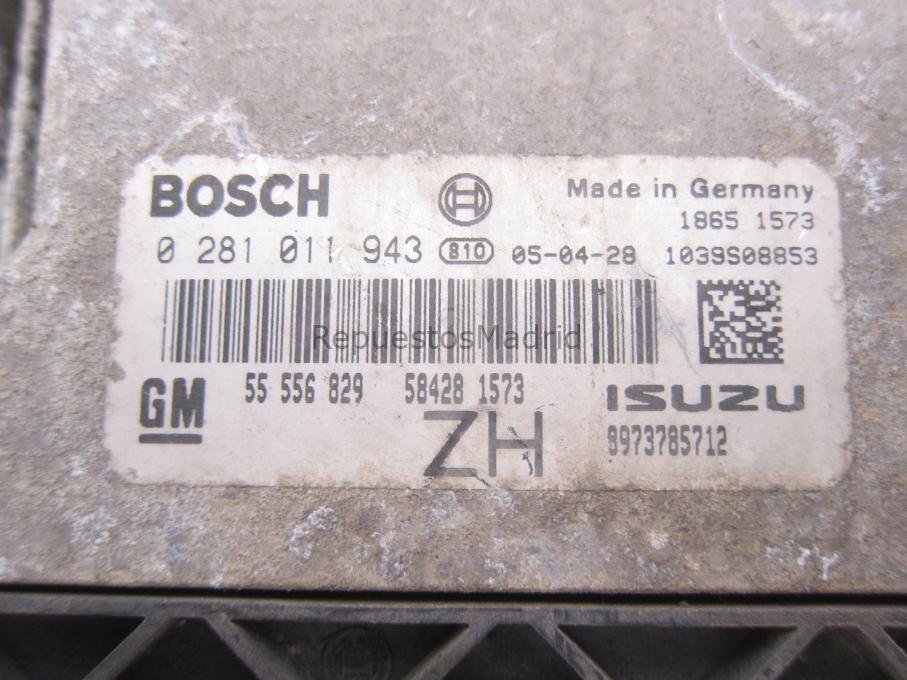 BOSCH
Made in Germany
1865 1573
0 281 011 943 810 05-04-28 1039S08853
RepuestosMadrid
GM 55 556 829 58428 1573 ISUZU
ZH 8973785712